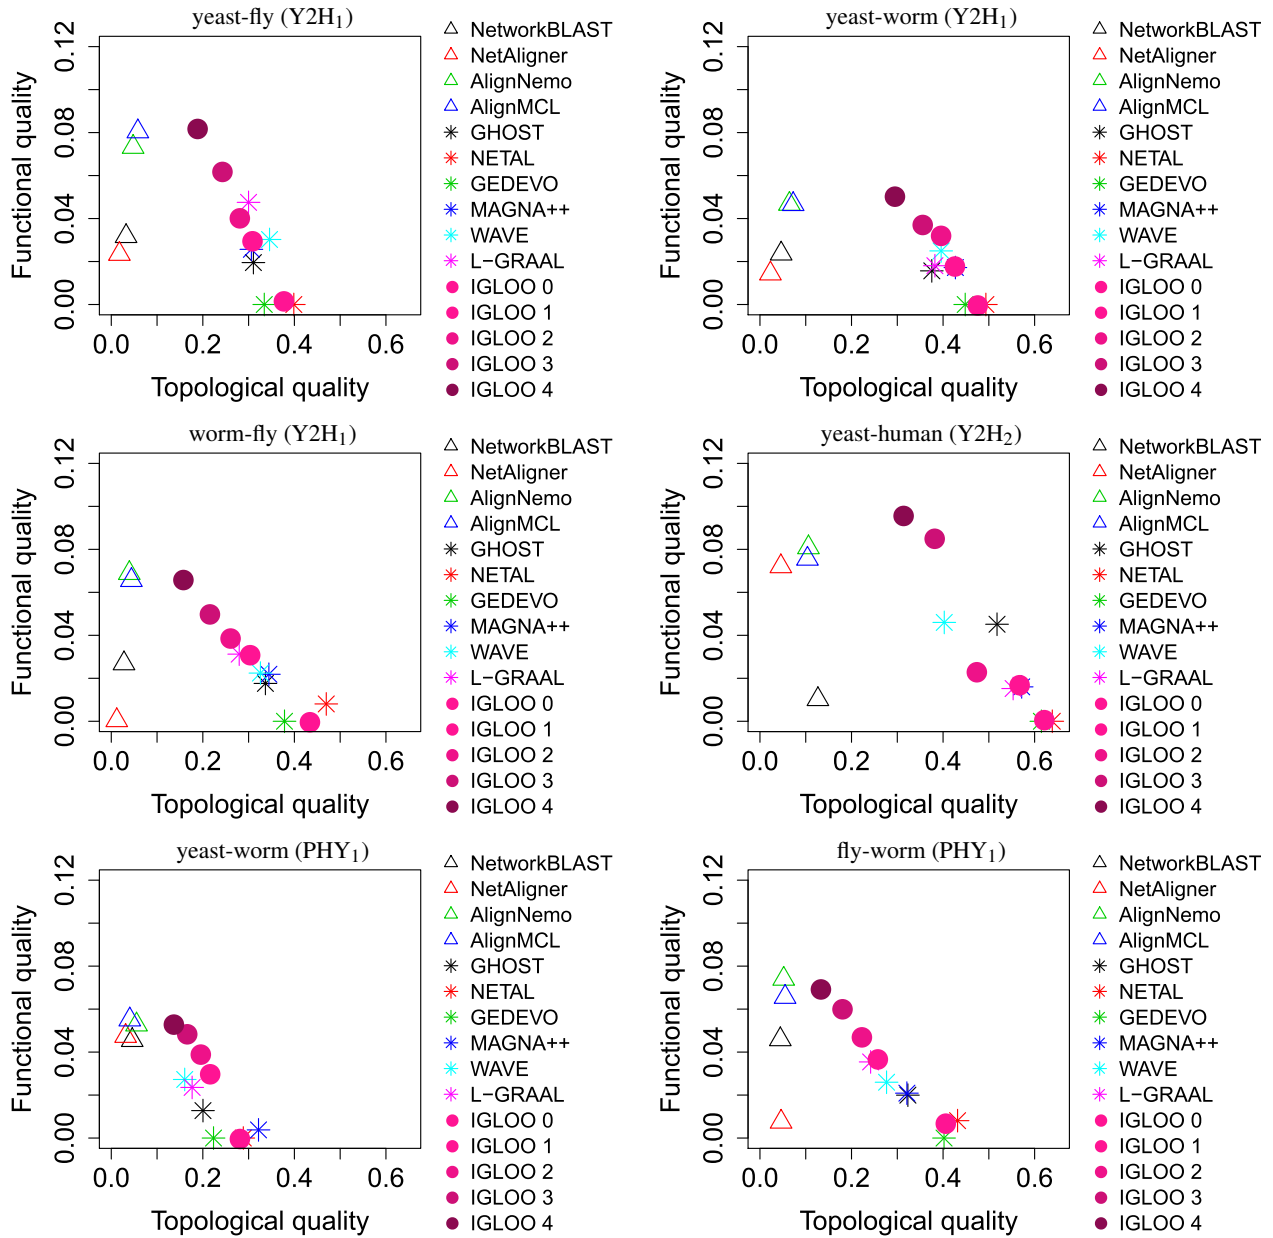 yeast-fly (Y2H₁)
Functional quality
0.12
0.08
0.04
0.00
0.0 0.2 0.4 0.6
Topological quality
NetworkBLAST
NetAligner
AlignNemo
AlignMCL
GHOST
NETAL
GEDEVO
MAGNA++
WAVE
L−GRAAL
IGLOO 0
IGLOO 1
IGLOO 2
IGLOO 3
IGLOO 4
yeast-worm (Y2H₁)
Functional quality
0.12
0.08
0.04
0.00
0.0 0.2 0.4 0.6
Topological quality
NetworkBLAST
NetAligner
AlignNemo
AlignMCL
GHOST
NETAL
GEDEVO
MAGNA++
WAVE
L−GRAAL
IGLOO 0
IGLOO 1
IGLOO 2
IGLOO 3
IGLOO 4
worm-fly (Y2H₁)
Functional quality
0.12
0.08
0.04
0.00
0.0 0.2 0.4 0.6
Topological quality
NetworkBLAST
NetAligner
AlignNemo
AlignMCL
GHOST
NETAL
GEDEVO
MAGNA++
WAVE
L−GRAAL
IGLOO 0
IGLOO 1
IGLOO 2
IGLOO 3
IGLOO 4
yeast-human (Y2H₂)
Functional quality
0.12
0.08
0.04
0.00
0.0 0.2 0.4 0.6
Topological quality
NetworkBLAST
NetAligner
AlignNemo
AlignMCL
GHOST
NETAL
GEDEVO
MAGNA++
WAVE
L−GRAAL
IGLOO 0
IGLOO 1
IGLOO 2
IGLOO 3
IGLOO 4
yeast-worm (PHY₁)
Functional quality
0.12
0.08
0.04
0.00
0.0 0.2 0.4 0.6
Topological quality
NetworkBLAST
NetAligner
AlignNemo
AlignMCL
GHOST
NETAL
GEDEVO
MAGNA++
WAVE
L−GRAAL
IGLOO 0
IGLOO 1
IGLOO 2
IGLOO 3
IGLOO 4
fly-worm (PHY₁)
Functional quality
0.12
0.08
0.04
0.00
0.0 0.2 0.4 0.6
Topological quality
NetworkBLAST
NetAligner
AlignNemo
AlignMCL
GHOST
NETAL
GEDEVO
MAGNA++
WAVE
L−GRAAL
IGLOO 0
IGLOO 1
IGLOO 2
IGLOO 3
IGLOO 4